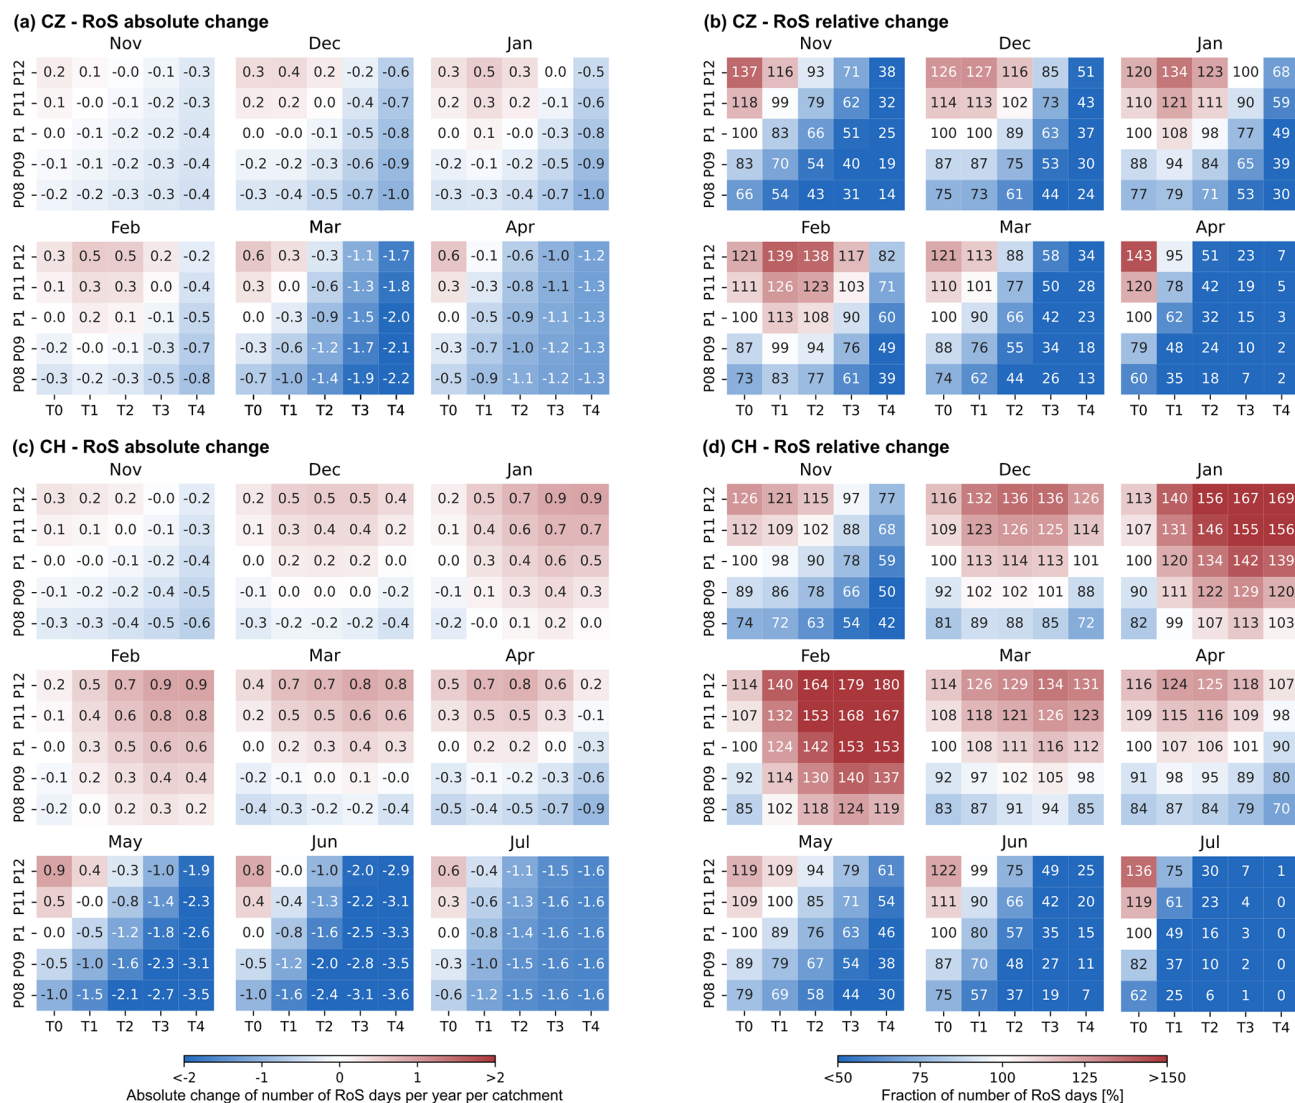 (a) CZ - RoS absolute change
Nov Dec Jan
P12 0.2 0.1 -0.0 -0.1 -0.3 0.3 0.4 0.2 -0.2 -0.6 0.3 0.5 0.3 0.0 -0.5
P11 0.1 -0.0 -0.1 -0.2 -0.3 0.2 0.2 0.0 -0.4 -0.7 0.2 0.3 0.2 -0.1 -0.6
P1 0.0 -0.1 -0.2 -0.2 -0.4 0.0 -0.0 -0.1 -0.5 -0.8 0.0 0.1 -0.0 -0.3 -0.8
P09 -0.1 -0.2 -0.2 -0.3 -0.4 -0.2 -0.2 -0.3 -0.6 -0.9 -0.2 -0.1 -0.2 -0.5 -0.9
P08 -0.2 -0.2 -0.3 -0.3 -0.4 -0.3 -0.4 -0.5 -0.7 -1.0 -0.3 -0.3 -0.4 -0.7 -1.0
Feb Mar Apr
P12 0.3 0.5 0.5 0.2 -0.2 0.6 0.3 -0.3 -1.1 -1.7 0.6 -0.1 -0.6 -1.0 -1.2
P11 0.1 0.3 0.3 0.0 -0.4 0.3 0.0 -0.6 -1.3 -1.8 0.3 -0.3 -0.8 -1.1 -1.3
P1 0.0 0.2 0.1 -0.1 -0.5 0.0 -0.3 -0.9 -1.5 -2.0 0.0 -0.5 -0.9 -1.1 -1.3
P09 -0.2 -0.0 -0.1 -0.3 -0.7 -0.3 -0.6 -1.2 -1.7 -2.1 -0.3 -0.7 -1.0 -1.2 -1.3
P08 -0.3 -0.2 -0.3 -0.5 -0.8 -0.7 -1.0 -1.4 -1.9 -2.2 -0.5 -0.9 -1.1 -1.2 -1.3
T0 T1 T2 T3 T4 T0 T1 T2 T3 T4 T0 T1 T2 T3 T4
(b) CZ - RoS relative change
Nov Dec Jan
P12 137 116 93 71 38 126 127 116 85 51 120 134 123 100 68
P11 118 99 79 62 32 114 113 102 73 43 110 121 111 90 59
P1 100 83 66 51 25 100 100 89 63 37 100 108 98 77 49
P09 83 70 54 40 19 87 87 75 53 30 88 94 84 65 39
P08 66 54 43 31 14 75 73 61 44 24 77 79 71 53 30
Feb Mar Apr
P12 121 139 138 117 82 121 113 88 58 34 143 95 51 23 7
P11 111 126 123 103 71 110 101 77 50 28 120 78 42 19 5
P1 100 113 108 90 60 100 90 66 42 23 100 62 32 15 3
P09 87 99 94 76 49 88 76 55 34 18 79 48 24 10 2
P08 73 83 77 61 39 74 62 44 26 13 60 35 18 7 2
T0 T1 T2 T3 T4 T0 T1 T2 T3 T4 T0 T1 T2 T3 T4
(c) CH - RoS absolute change
Nov Dec Jan
P12 0.3 0.2 0.2 -0.0 -0.2 0.2 0.5 0.5 0.5 0.4 0.2 0.5 0.7 0.9 0.9
P11 0.1 0.1 0.0 -0.1 -0.3 0.1 0.3 0.4 0.4 0.2 0.1 0.4 0.6 0.7 0.7
P1 0.0 -0.0 -0.1 -0.2 -0.4 0.0 0.2 0.2 0.2 0.0 0.0 0.3 0.4 0.6 0.5
P09 -0.1 -0.2 -0.2 -0.4 -0.5 -0.1 0.0 0.0 0.0 -0.2 -0.1 0.1 0.3 0.4 0.3
P08 -0.3 -0.3 -0.4 -0.5 -0.6 -0.3 -0.2 -0.2 -0.2 -0.4 -0.2 -0.0 0.1 0.2 0.0
Feb Mar Apr
P12 0.2 0.5 0.7 0.9 0.9 0.4 0.7 0.7 0.8 0.8 0.5 0.7 0.8 0.6 0.2
P11 0.1 0.4 0.6 0.8 0.8 0.2 0.5 0.5 0.6 0.6 0.3 0.5 0.5 0.3 -0.1
P1 0.0 0.3 0.5 0.6 0.6 0.0 0.2 0.3 0.4 0.3 0.0 0.2 0.2 0.0 -0.3
P09 -0.1 0.2 0.3 0.4 0.4 -0.2 -0.1 0.0 0.1 -0.0 -0.3 -0.1 -0.2 -0.3 -0.6
P08 -0.2 0.0 0.2 0.3 0.2 -0.4 -0.3 -0.2 -0.2 -0.4 -0.5 -0.4 -0.5 -0.7 -0.9
May Jun Jul
P12 0.9 0.4 -0.3 -1.0 -1.9 0.8 -0.0 -1.0 -2.0 -2.9 0.6 -0.4 -1.1 -1.5 -1.6
P11 0.5 -0.0 -0.8 -1.4 -2.3 0.4 -0.4 -1.3 -2.2 -3.1 0.3 -0.6 -1.3 -1.6 -1.6
P1 0.0 -0.5 -1.2 -1.8 -2.6 0.0 -0.8 -1.6 -2.5 -3.3 0.0 -0.8 -1.4 -1.6 -1.6
P09 -0.5 -1.0 -1.6 -2.3 -3.1 -0.5 -1.2 -2.0 -2.8 -3.5 -0.3 -1.0 -1.5 -1.6 -1.6
P08 -1.0 -1.5 -2.1 -2.7 -3.5 -1.0 -1.6 -2.4 -3.1 -3.6 -0.6 -1.2 -1.5 -1.6 -1.6
T0 T1 T2 T3 T4 T0 T1 T2 T3 T4 T0 T1 T2 T3 T4
<-2 -1 0 1 >2
Absolute change of number of RoS days per year per catchment
(d) CH - RoS relative change
Nov Dec Jan
P12 126 121 115 97 77 116 132 136 136 126 113 140 156 167 169
P11 112 109 102 88 68 109 123 126 125 114 107 131 146 155 156
P1 100 98 90 78 59 100 113 114 113 101 100 120 134 142 139
P09 89 86 78 66 50 92 102 102 101 88 90 111 122 129 120
P08 74 72 63 54 42 81 89 88 85 72 82 99 107 113 103
Feb Mar Apr
P12 114 140 164 179 180 114 126 129 134 131 116 124 125 118 107
P11 107 132 153 168 167 108 118 121 126 123 109 115 116 109 98
P1 100 124 142 153 153 100 108 111 116 112 100 107 106 101 90
P09 92 114 130 140 137 92 97 102 105 98 91 98 95 89 80
P08 85 102 118 124 119 83 87 91 94 85 84 87 84 79 70
May Jun Jul
P12 119 109 94 79 61 122 99 75 49 25 136 75 30 7 1
P11 109 100 85 71 54 111 90 66 42 20 119 61 23 4 0
P1 100 89 76 63 46 100 80 57 35 15 100 49 16 3 0
P09 89 79 67 54 38 87 70 48 27 11 82 37 10 2 0
P08 79 69 58 44 30 75 57 37 19 7 62 25 6 1 0
T0 T1 T2 T3 T4 T0 T1 T2 T3 T4 T0 T1 T2 T3 T4
<50 75 100 125 >150
Fraction of number of RoS days [%]